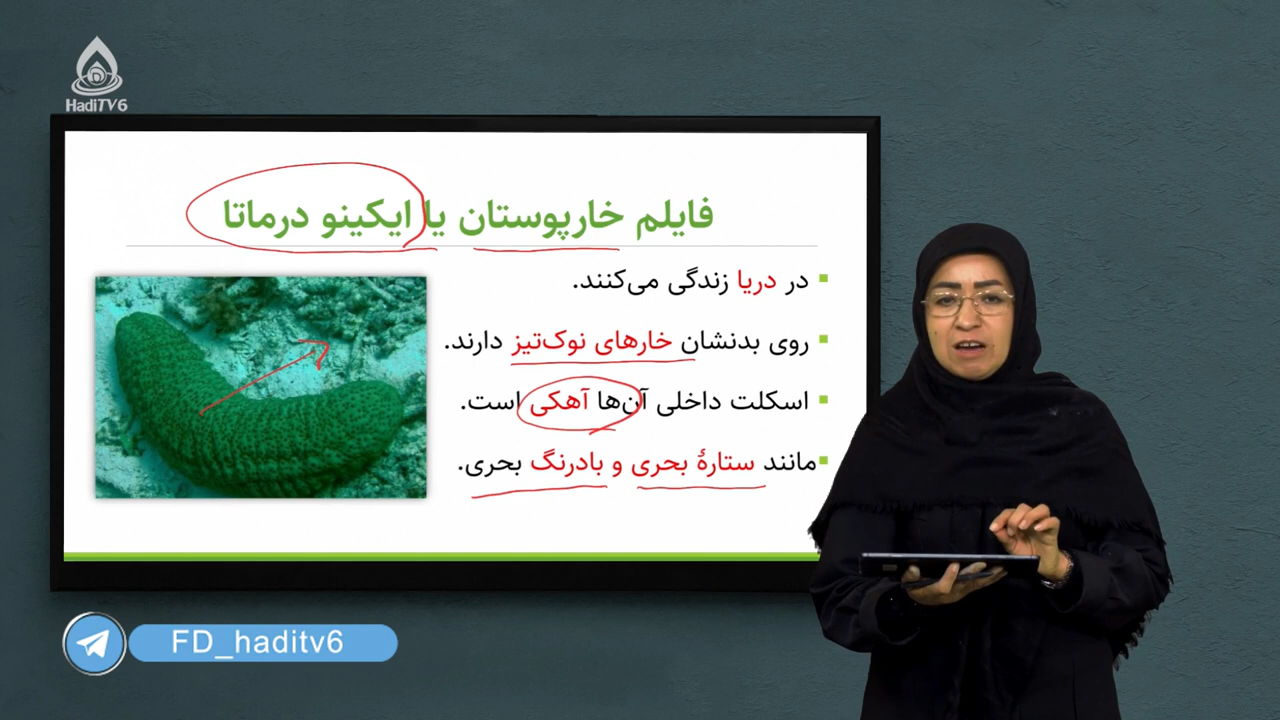 HadiTV6
فایلم خارپوستان یا ایکینو درماتا
در دریا زندگی می‌کنند.
روی بدنشان خارهای نوک‌تیز دارند.
اسکلت داخلی آن‌ها آهکی است.
مانند ستارهٔ بحری و بادرنگ بحری.
FD_haditv6